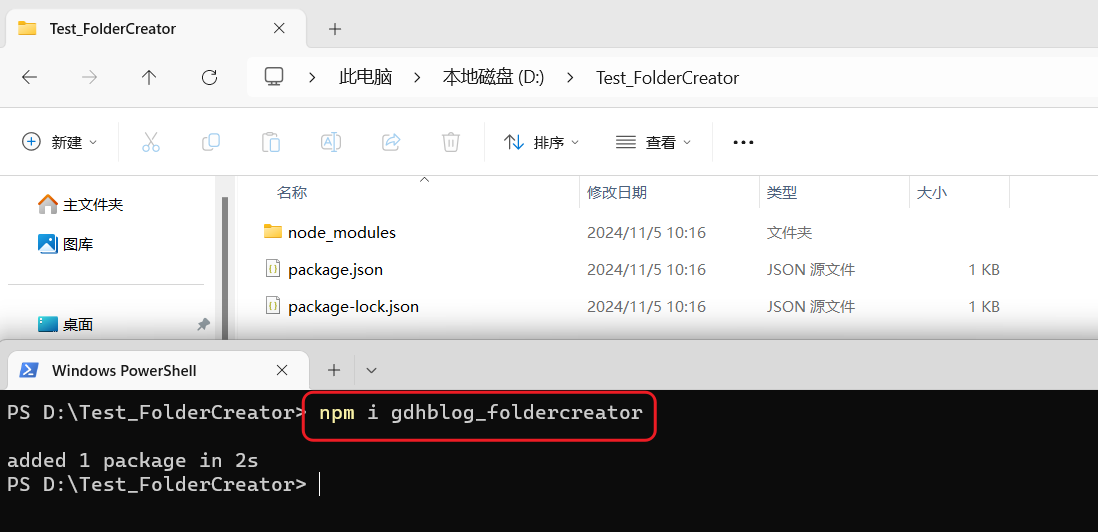 Test_FolderCreator
此电脑 本地磁盘 (D:) Test_FolderCreator
新建 排序 查看
名称 修改日期 类型 大小
主文件夹
node_modules 2024/11/5 10:16 文件夹
图库
package.json 2024/11/5 10:16 JSON 源文件 1 KB
package-lock.json 2024/11/5 10:16 JSON 源文件 1 KB
桌面
Windows PowerShell
PS D:\Test_FolderCreator> npm i gdhblog_foldercreator
added 1 package in 2s
PS D:\Test_FolderCreator>